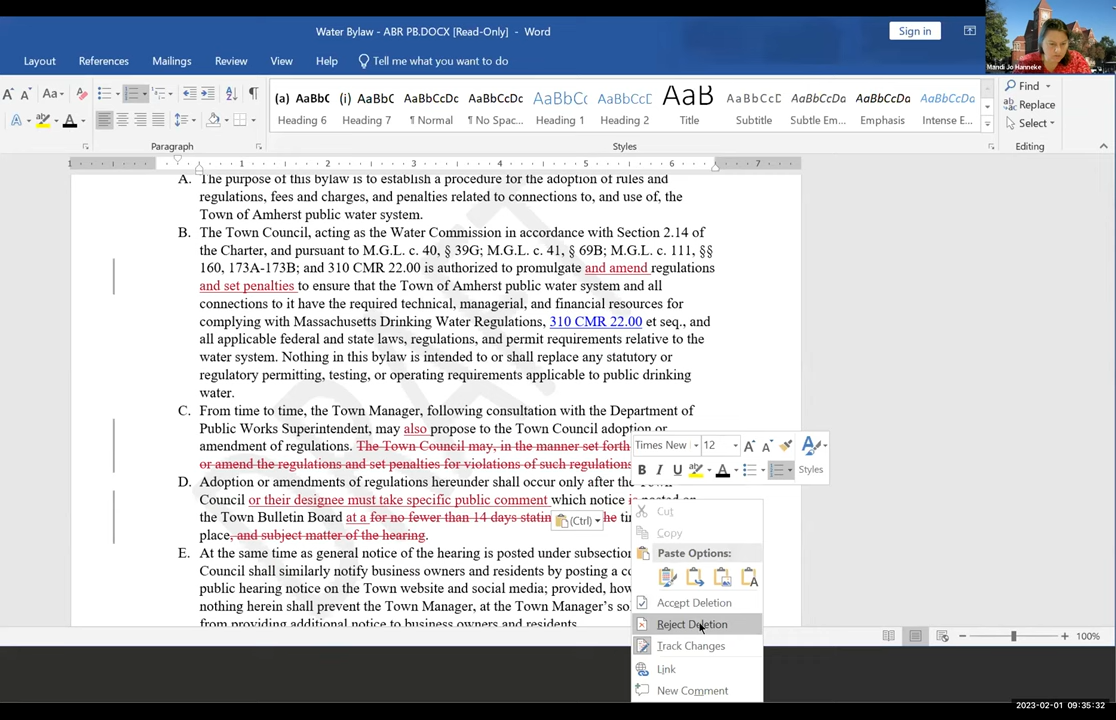 Water Bylaw - ABR PB.DOCX [Read-Only] - Word
Sign in
Mandi Jo Hanneke
Layout References Mailings Review View Help Tell me what you want to do
Aa
(a) AaBbC (i) AaBbC AaBbCcDc AaBbCcDc AaBbCc AaBbCcD AaB AaBbCcD AaBbCcDa AaBbCcDa AaBbCcDa
Heading 6 Heading 7 ¶ Normal ¶ No Spac... Heading 1 Heading 2 Title Subtitle Subtle Em... Emphasis Intense E...
Find
Replace
Select
Paragraph Styles Editing
1 1 2 3 4 5 6 7
DRAFT
A. The purpose of this bylaw is to establish a procedure for the adoption of rules and
regulations, fees and charges, and penalties related to connections to, and use of, the
Town of Amherst public water system.
B. The Town Council, acting as the Water Commission in accordance with Section 2.14 of
the Charter, and pursuant to M.G.L. c. 40, § 39G; M.G.L. c. 41, § 69B; M.G.L. c. 111, §§
160, 173A-173B; and 310 CMR 22.00 is authorized to promulgate and amend regulations
and set penalties to ensure that the Town of Amherst public water system and all
connections to it have the required technical, managerial, and financial resources for
complying with Massachusetts Drinking Water Regulations, 310 CMR 22.00 et seq., and
all applicable federal and state laws, regulations, and permit requirements relative to the
water system. Nothing in this bylaw is intended to or shall replace any statutory or
regulatory permitting, testing, or operating requirements applicable to public drinking
water.
C. From time to time, the Town Manager, following consultation with the Department of
Public Works Superintendent, may also propose to the Town Council adoption or
amendment of regulations. The Town Council may, in the manner set forth
or amend the regulations and set penalties for violations of such regulations
D. Adoption or amendments of regulations hereunder shall occur only after the Town
Council or their designee must take specific public comment which notice is posted on
the Town Bulletin Board at a for no fewer than 14 days statin he tin
place, and subject matter of the hearing.
E. At the same time as general notice of the hearing is posted under subsection
Council shall similarly notify business owners and residents by posting a co
public hearing notice on the Town website and social media; provided, how
nothing herein shall prevent the Town Manager, at the Town Manager's so
from providing additional notice to business owners and residents.
(Ctrl)
Times New 12
B I U Styles
Cut
Copy
Paste Options:
Accept Deletion
Reject Deletion
Track Changes
Link
New Comment
100%
2023-02-01 09:35:32